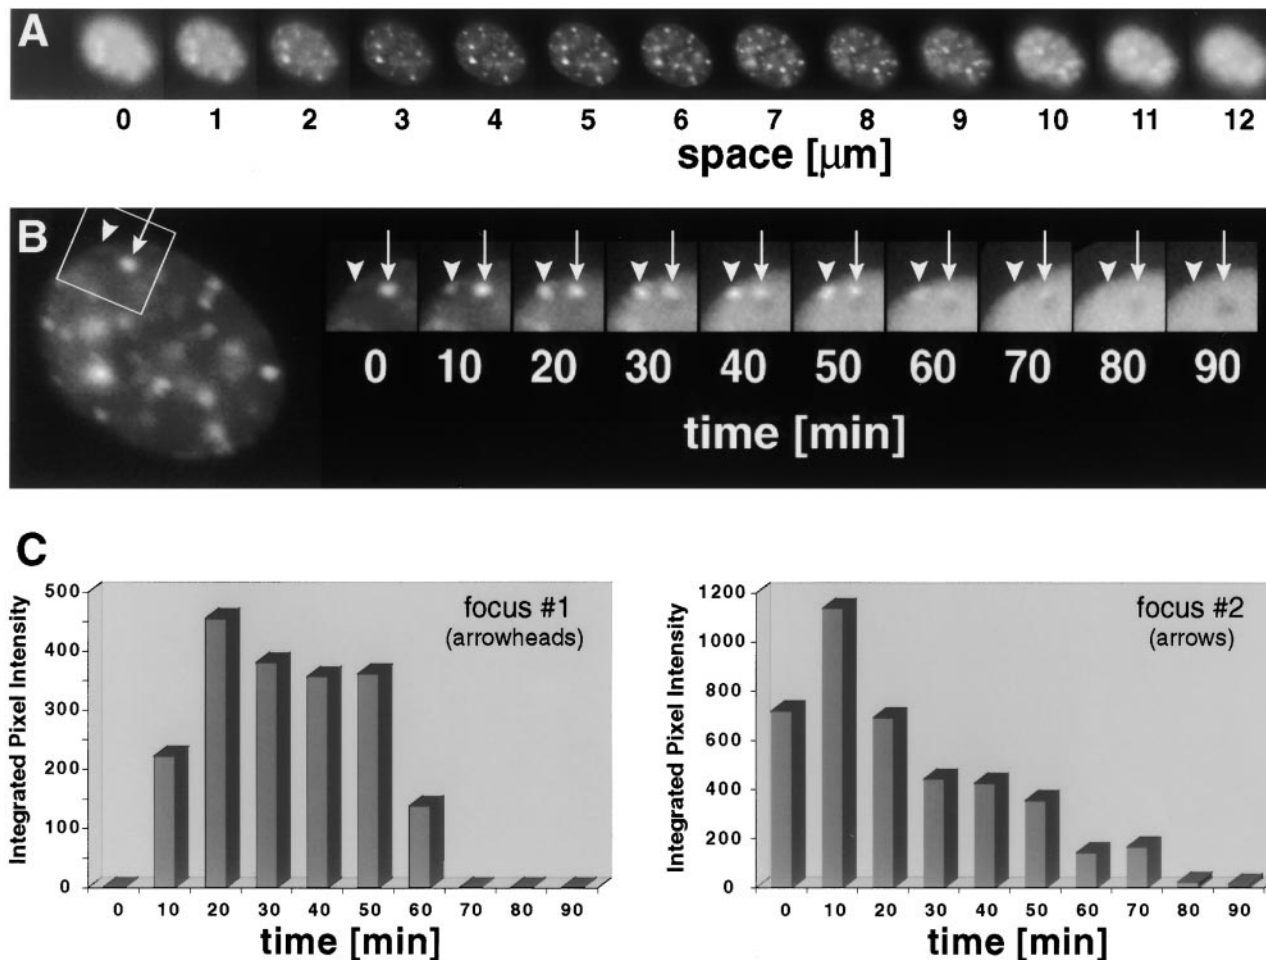 A
0 1 2 3 4 5 6 7 8 9 10 11 12
space [µm]
B
0 10 20 30 40 50 60 70 80 90
time [min]
C
Integrated Pixel Intensity
500
400
300
200
100
0
focus #1
(arrowheads)
0 10 20 30 40 50 60 70 80 90
time [min]
Integrated Pixel Intensity
1200
1000
800
600
400
200
0
focus #2
(arrows)
0 10 20 30 40 50 60 70 80 90
time [min]